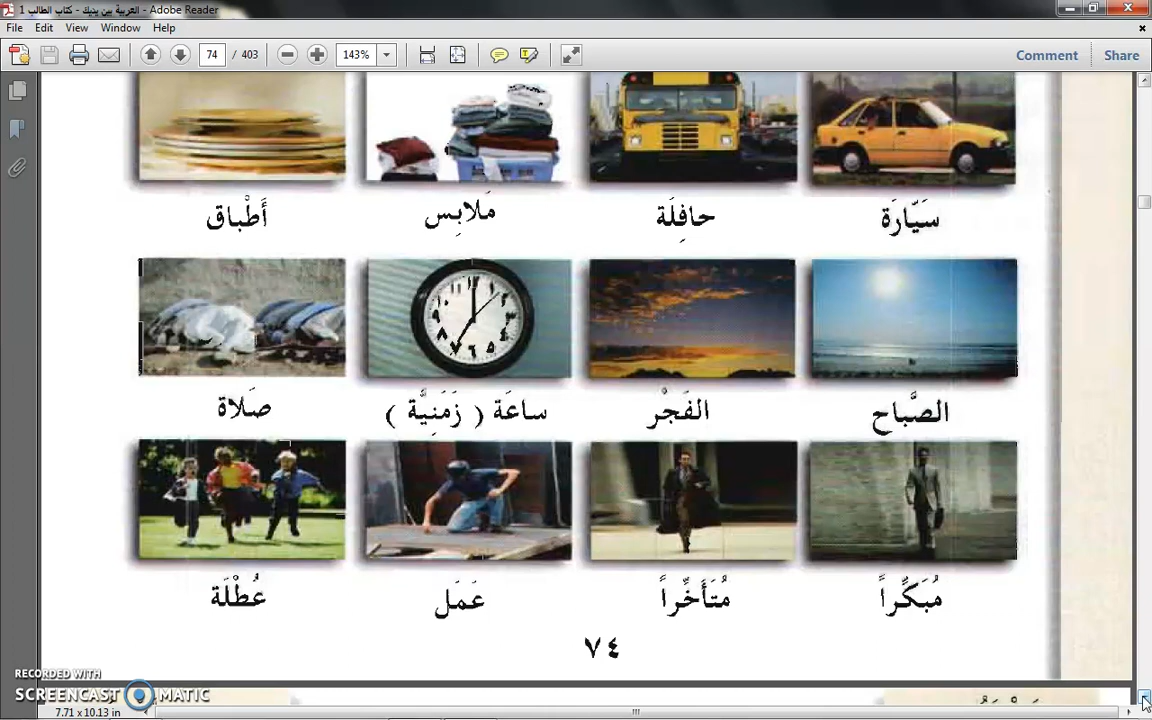 العربية بين يديك - كتاب الطالب 1 - Adobe Reader
File Edit View Window Help
74 / 403 143% Comment Share
سَيّارَة حافِلَة مَلابِس أَطْباق
الصَّباح الفَجْر ساعَة ( زَمَنِيَّة ) صَلاة
مُبَكِّراً مُتَأَخِّراً عَمَل عُطْلَة
٧٤
RECORDED WITH
SCREENCAST MATIC
7.71 x 10.13 in